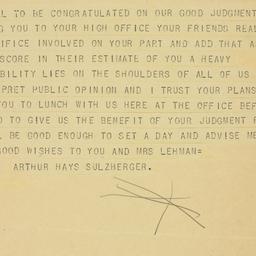 L TO BE CONGRATULATED ON OUR GOOD JUDGMENT
G YOU TO YOUR HIGH OFFICE YOUR FRIENDS REA
IFICE INVOLVED ON YOUR PART AND ADD THAT A
SCORE IN THEIR ESTIMATE OF YOU A HEAVY
BILITY LIES ON THE SHOULDERS OF ALL OF US
PRET PUBLIC OPINION AND I TRUST YOUR PLANS
YOU TO LUNCH WITH US HERE AT THE OFFICE BEF
D TO GIVE US THE BENEFIT OF YOUR JUDGMENT
L BE GOOD ENOUGH TO SET A DAY AND ADVISE ME
GOOD WISHES TO YOU AND MRS LEHMAN=
ARTHUR HAYS SULZBERGER.